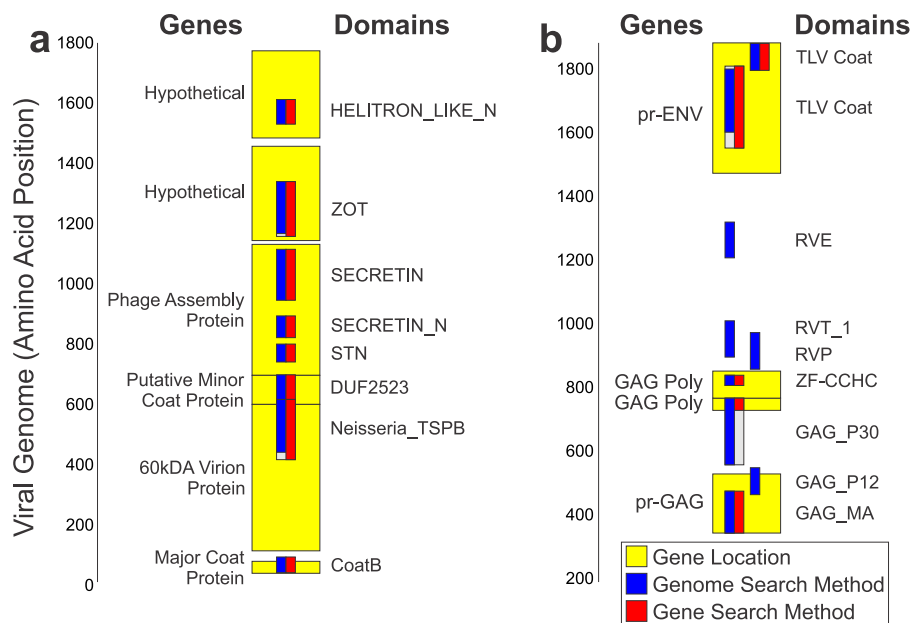 a
Genes
Domains
1800
1600
1400
1200
1000
800
600
400
200
0
Viral Genome (Amino Acid Position)
Hypothetical
HELITRON_LIKE_N
Hypothetical
ZOT
SECRETIN
Phage Assembly
Protein
SECRETIN_N
STN
Putative Minor
Coat Protein
DUF2523
Neisseria_TSPB
60kDA Virion
Protein
Major Coat
Protein
CoatB
b
Genes
Domains
1800
1600
1400
1200
1000
800
600
400
200
TLV Coat
pr-ENV
TLV Coat
RVE
RVT_1
RVP
GAG Poly
ZF-CCHC
GAG Poly
GAG_P30
GAG_P12
pr-GAG
GAG_MA
Gene Location
Genome Search Method
Gene Search Method